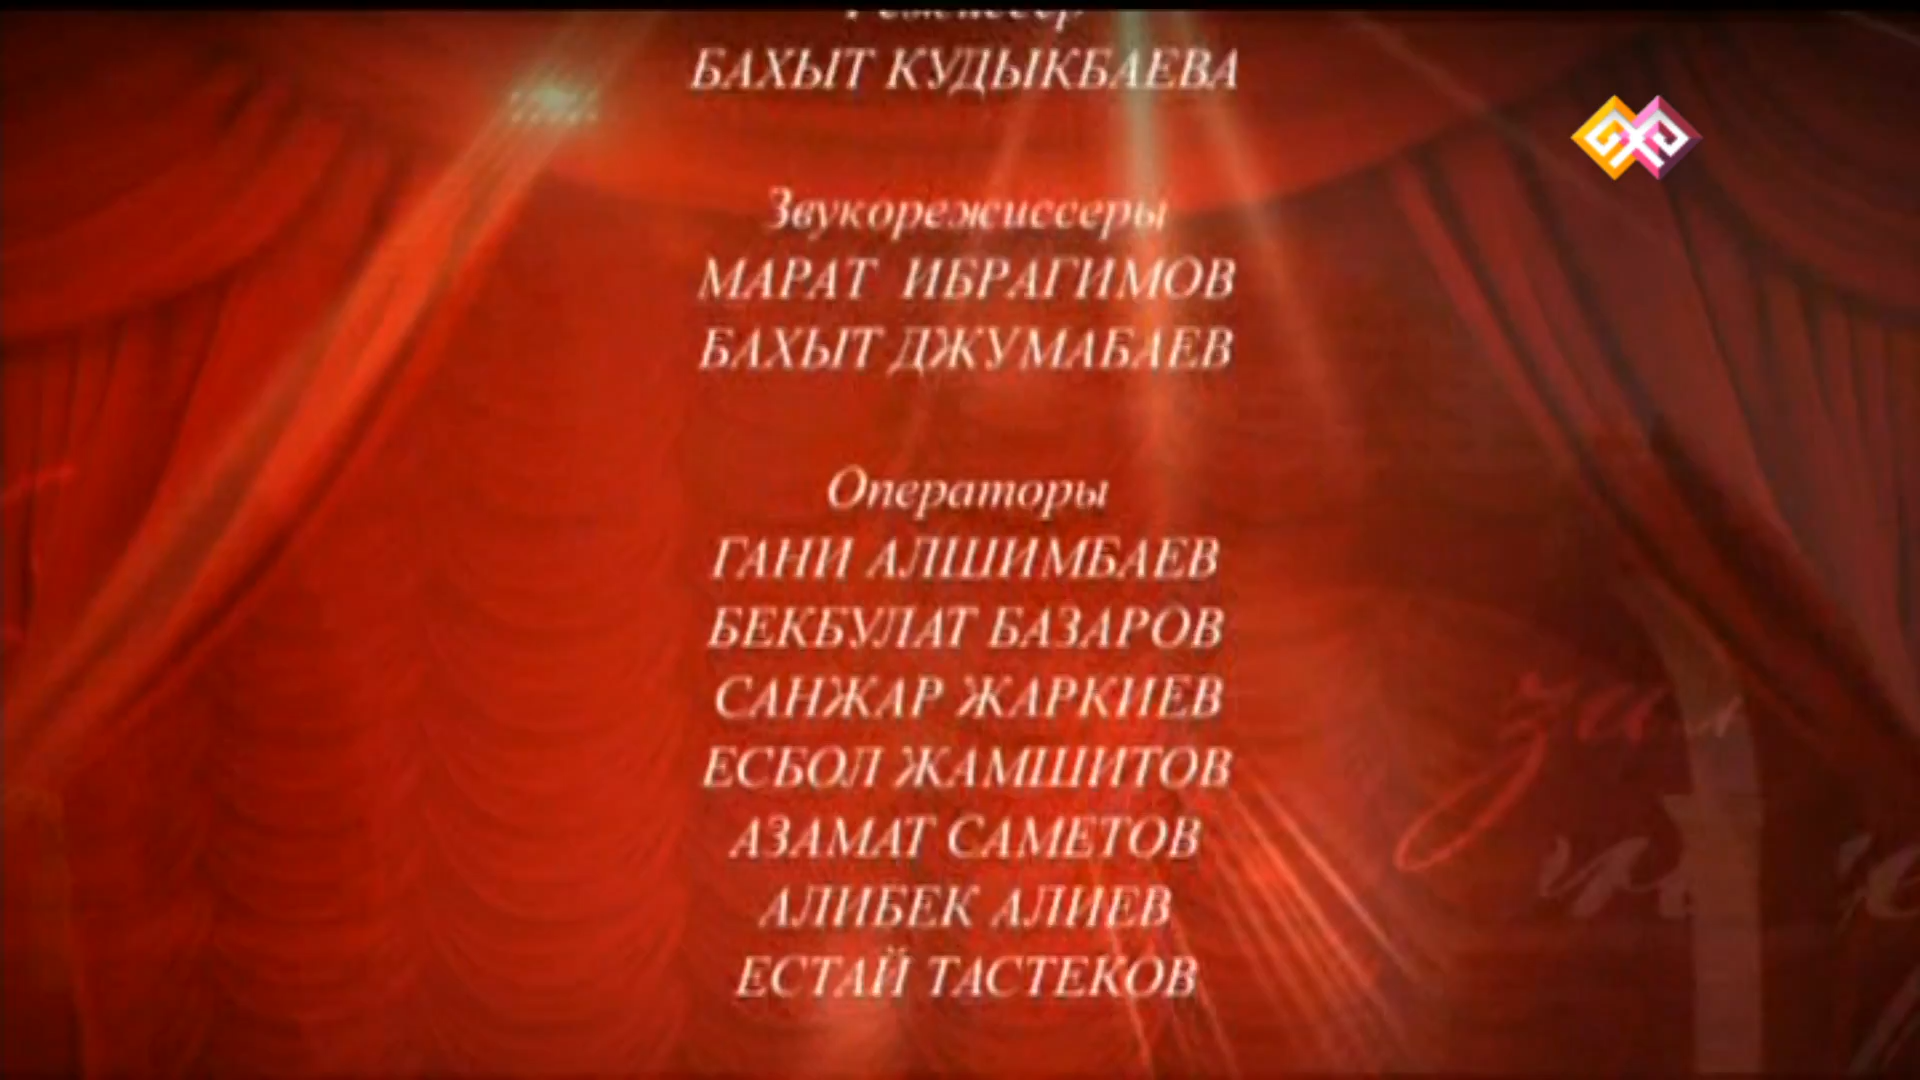 Режиссер
БАХЫТ КУДЫКБАЕВА
Звукорежиссеры
МАРАТ ИБРАГИМОВ
БАХЫТ ДЖУМАБАЕВ
Операторы
ГАНИ АЛШИМБАЕВ
БЕКБУЛАТ БАЗАРОВ
САНЖАР ЖАРКИЕВ
ЕСБОЛ ЖАМШИТОВ
АЗАМАТ САМЕТОВ
АЛИБЕК АЛИЕВ
ЕСТАЙ ТАСТЕКОВ